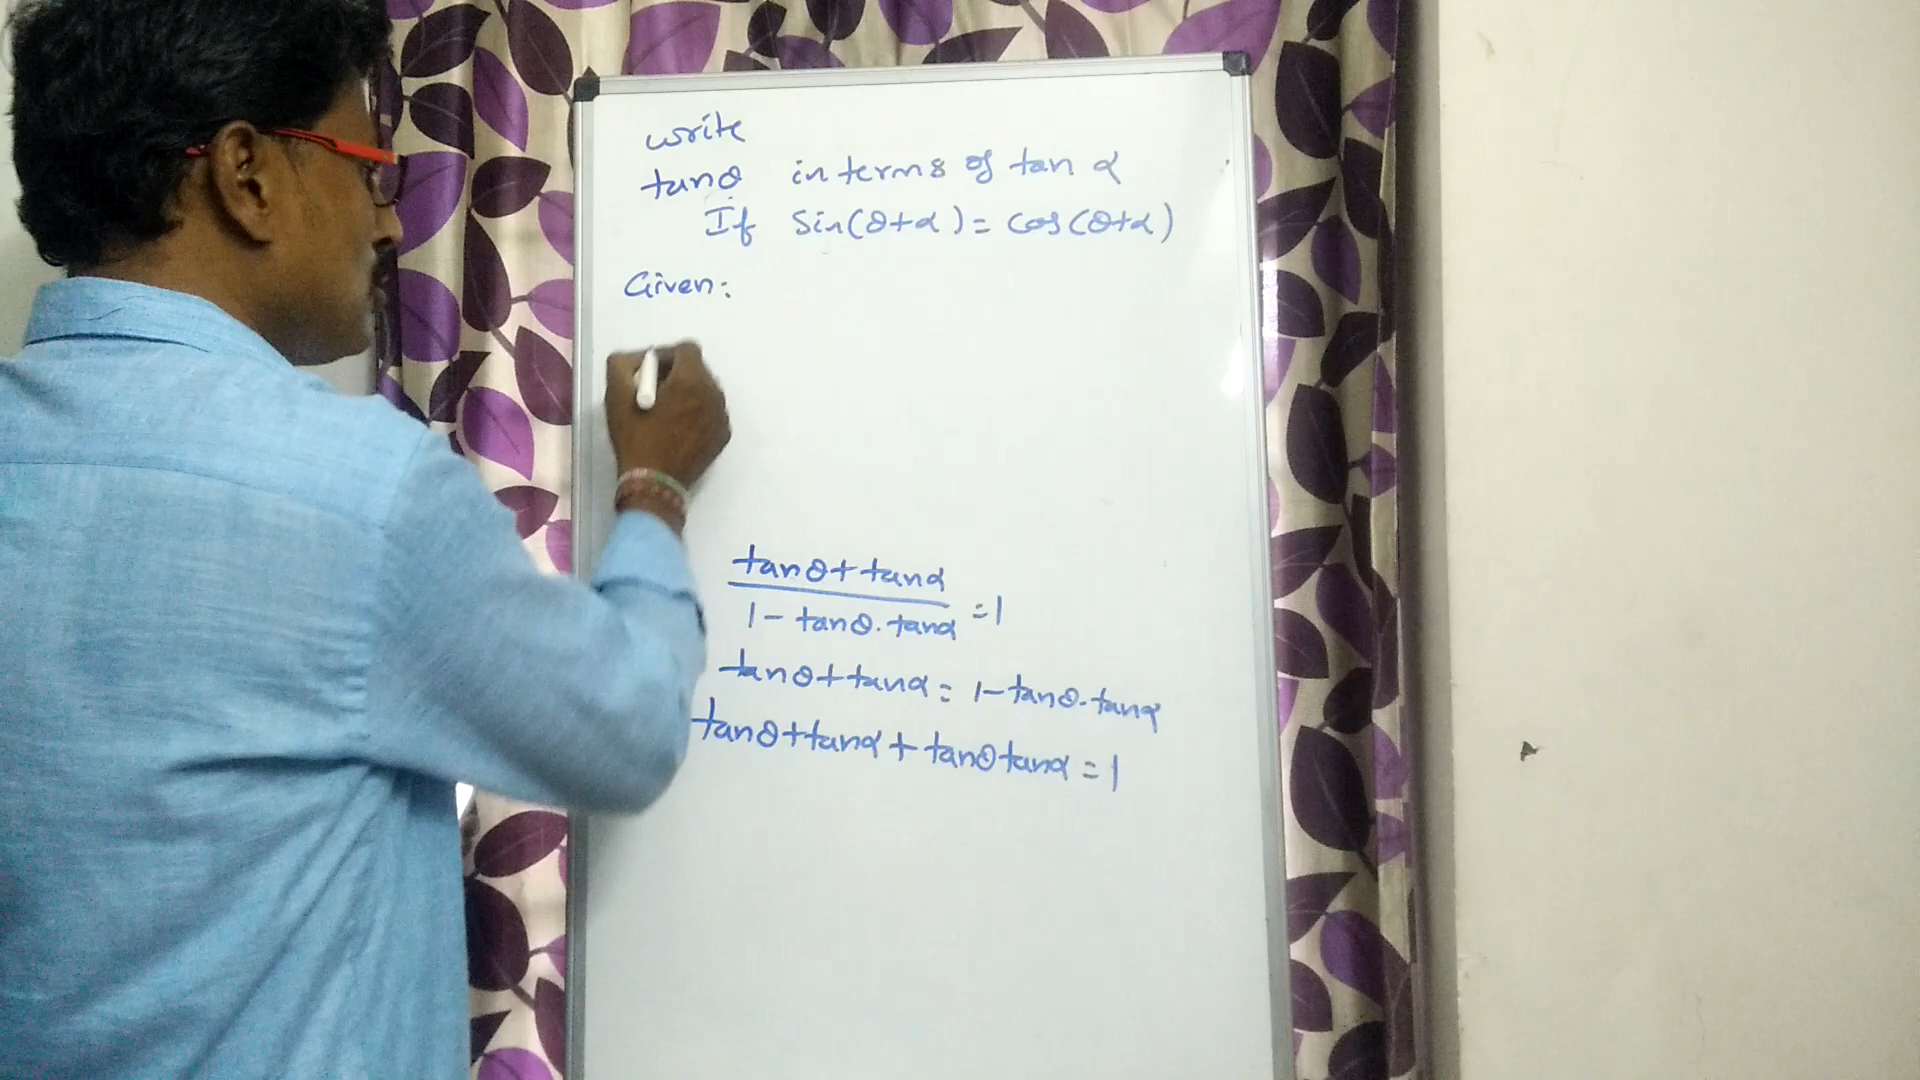 write
tanθ in terms of tan α
If Sin(θ+α) = cos(θ+α)
Given:
tanθ + tanα
1 - tanθ. tanα = 1
tanθ + tanα = 1 - tanθ. tanα
tanθ + tanα + tanθ tanα = 1